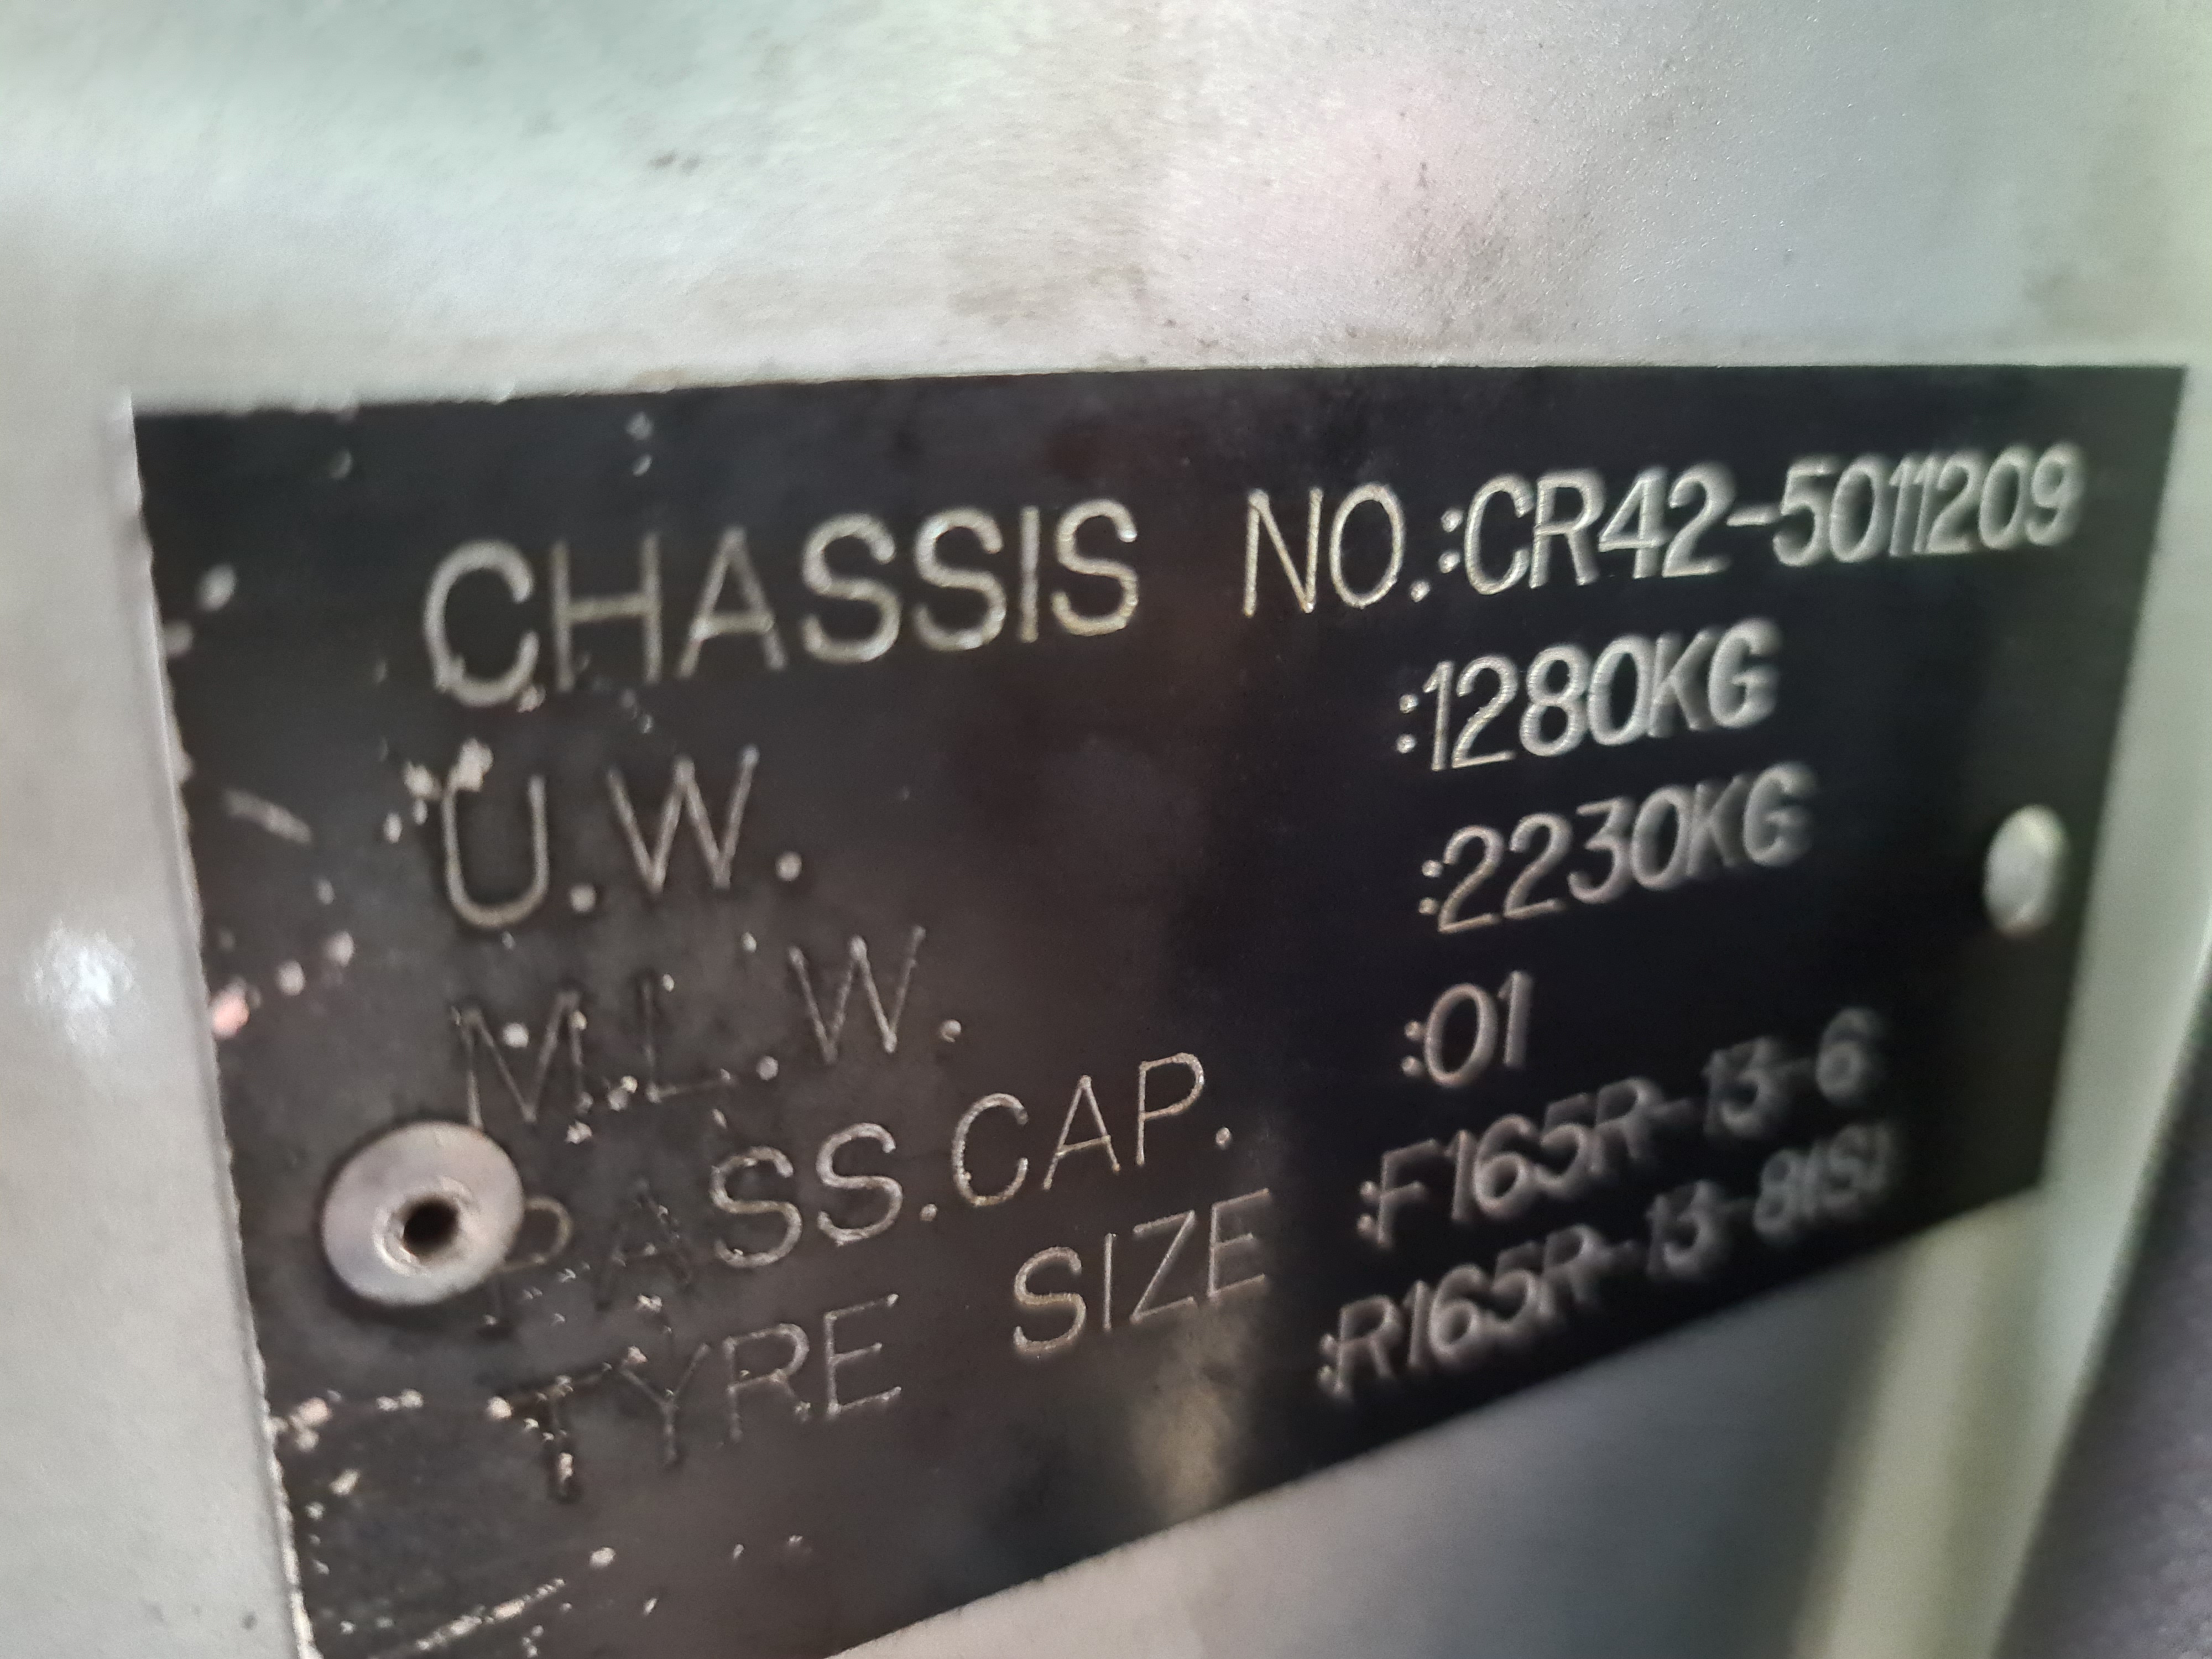 CHASSIS NO.:CR42-5011209
U.W. :1280KG
M.L.W. :2230KG
PASS.CAP. :01
TYRE SIZE :F165R-13-6
:R165R-13-8